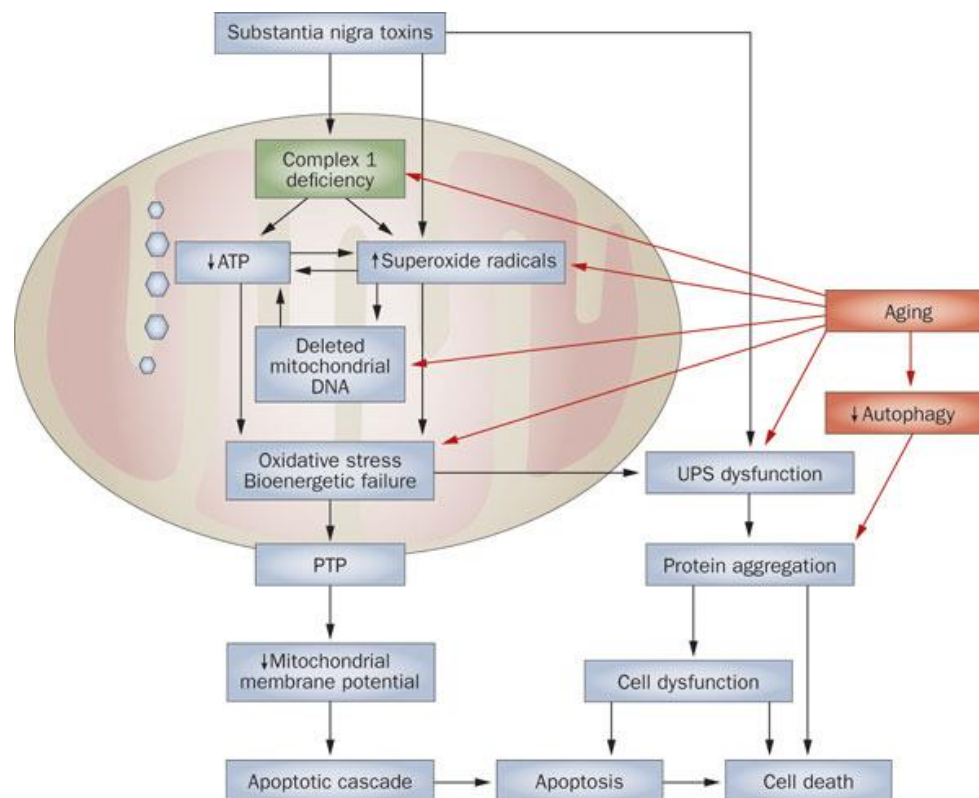 Substantia nigra toxins
Complex 1
deficiency
↓ATP
↑Superoxide radicals
Aging
Deleted
mitochondrial
DNA
↓Autophagy
Oxidative stress
Bioenergetic failure
UPS dysfunction
PTP
Protein aggregation
↓Mitochondrial
membrane potential
Cell dysfunction
Apoptotic cascade
Apoptosis
Cell death